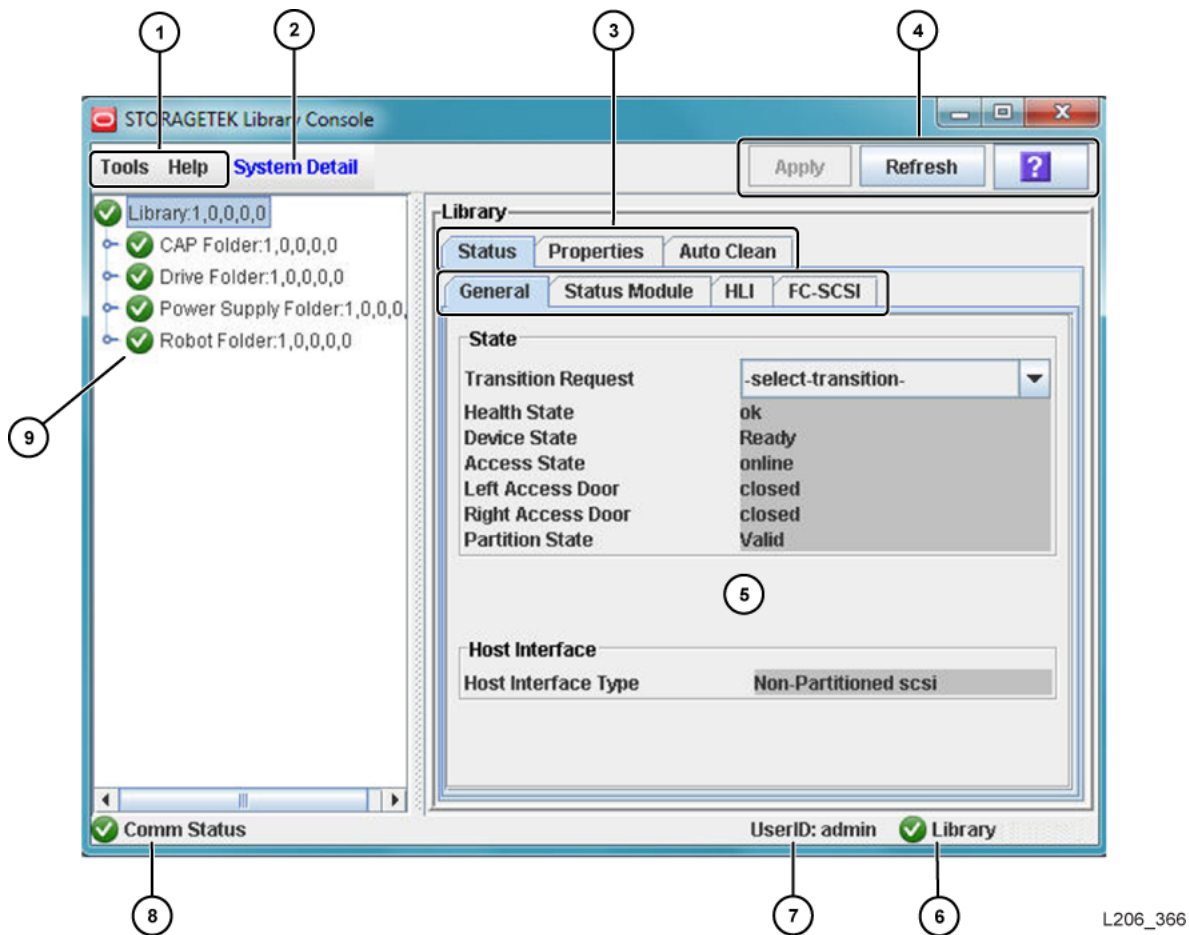 1
2
3
4
STORAGETEK Library Console
Tools Help System Detail
Apply Refresh ?
Library:1,0,0,0,0
CAP Folder:1,0,0,0,0
Drive Folder:1,0,0,0,0
Power Supply Folder:1,0,0,0,
Robot Folder:1,0,0,0,0
9
Library
Status Properties Auto Clean
General Status Module HLI FC-SCSI
State
Transition Request -select-transition-
Health State ok
Device State Ready
Access State online
Left Access Door closed
Right Access Door closed
Partition State Valid
5
Host Interface
Host Interface Type Non-Partitioned scsi
Comm Status
UserID: admin Library
8
7
6
L206_366